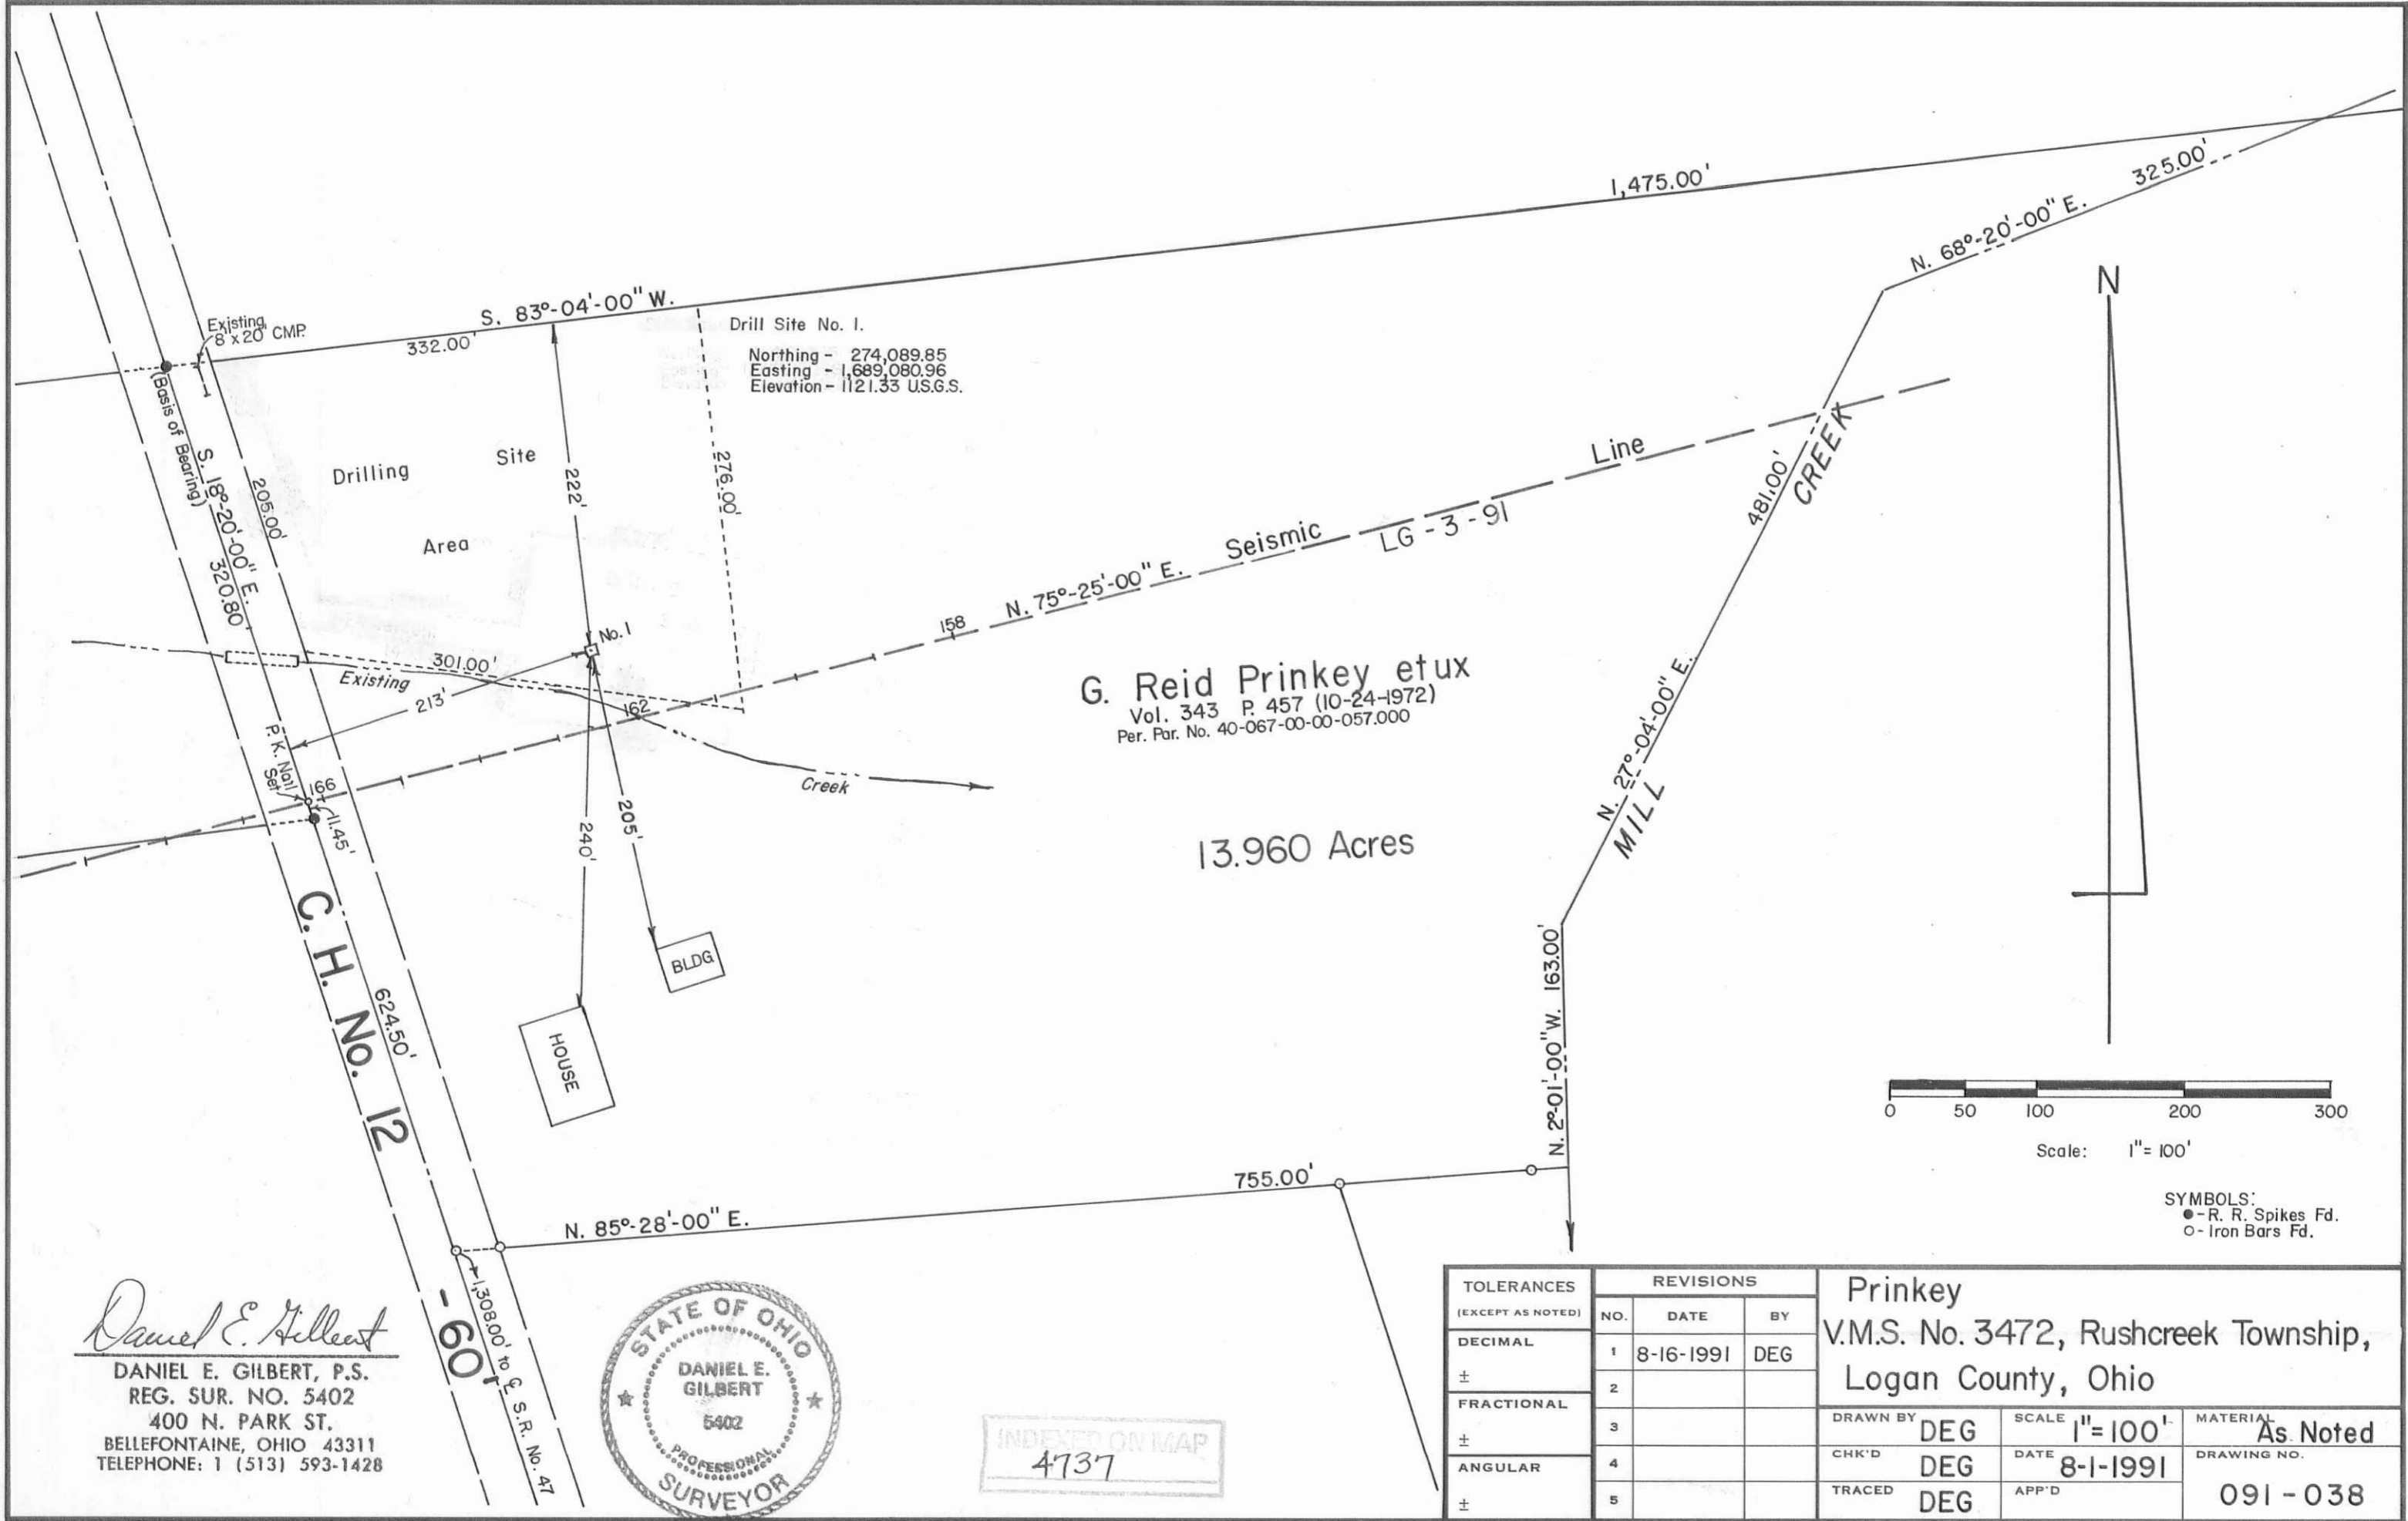 1,475.00'
325.00'
N. 68°-20'-00" E.
N
S. 83°-04'-00" W.
332.00'
Existing
8"x20' CMP.
Drill Site No. 1.
Northing - 274,089.85
Easting - 1,689,080.96
Elevation - 1121.33 U.S.G.S.
(Basis of Bearing)
S. 18°-20'-00" E.
320.80'
205.00'
Drilling Site
Area
222'
276.00'
Seismic Line
LG - 3 - 91
N. 75°-25'-00" E.
481.00'
N. 27°-04'-00" E.
MILL CREEK
No. 1
301.00'
Existing
213'
158
162
166
P. K. Nail
Set
11.45'
Creek
G. Reid Prinkey et ux
Vol. 343 P. 457 (10-24-1972)
Per. Par. No. 40-067-00-00-057.000
13.960 Acres
240'
205'
BLDG.
HOUSE
C. H. No. 12 - 60'
624.50'
N. 2°-01'-00" W. 163.00'
755.00'
N. 85°-28'-00" E.
1,308.00' to ℄ S.R. No. 47
0 50 100 200 300
Scale: 1"= 100'
SYMBOLS:
●- R. R. Spikes Fd.
○- Iron Bars Fd.
Daniel E. Gilbert
DANIEL E. GILBERT, P.S.
REG. SUR. NO. 5402
400 N. PARK ST.
BELLEFONTAINE, OHIO 43311
TELEPHONE: 1 (513) 593-1428
STATE OF OHIO
DANIEL E.
GILBERT
5402
PROFESSIONAL
SURVEYOR
INDEXED ON MAP
4737
TOLERANCES
(EXCEPT AS NOTED)
DECIMAL
±
FRACTIONAL
±
ANGULAR
±
REVISIONS
NO. DATE BY
1 8-16-1991 DEG
2
3
4
5
Prinkey
V.M.S. No. 3472, Rushcreek Township,
Logan County, Ohio
DRAWN BY DEG
SCALE 1"= 100'
MATERIAL As Noted
CHK'D DEG
DATE 8-1-1991
DRAWING NO.
091 - 038
TRACED DEG
APP'D